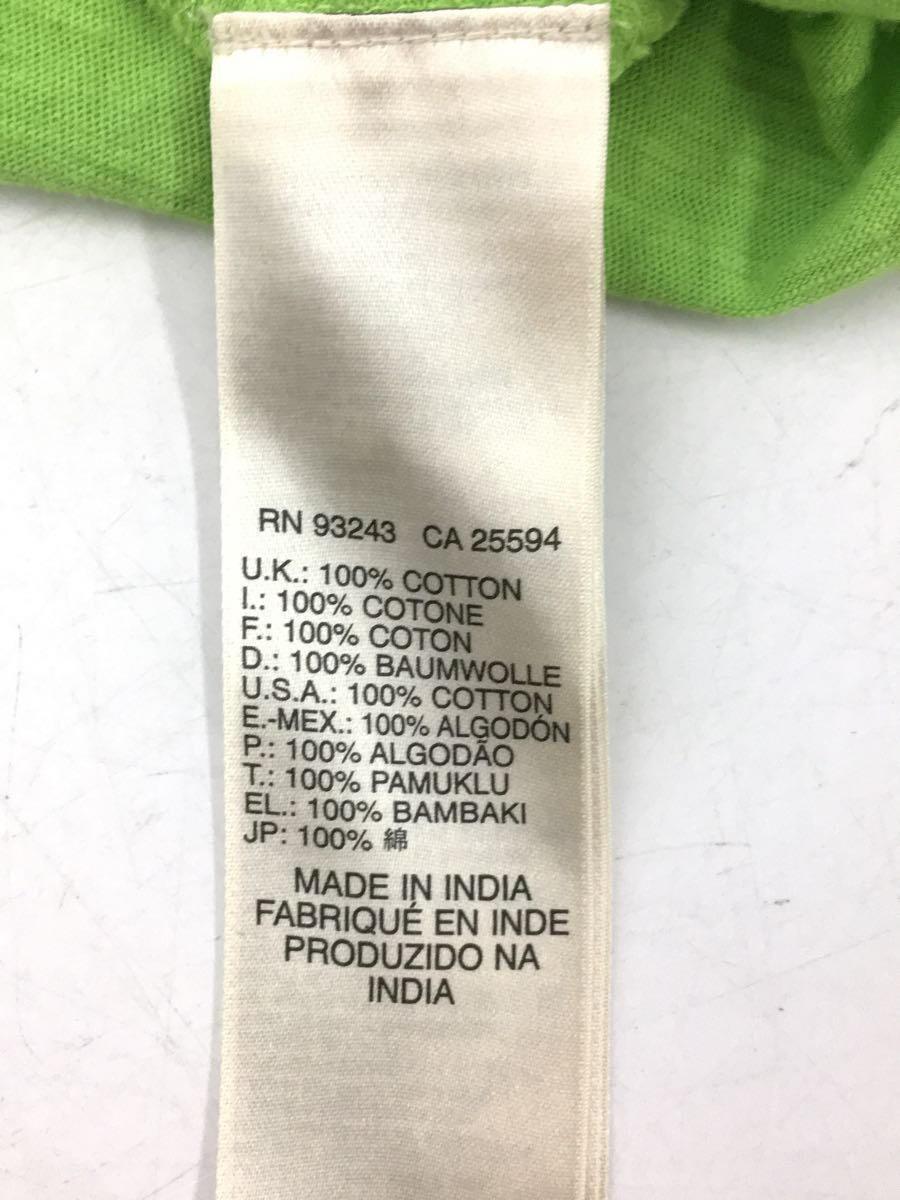 RN 93243 CA 25594
U.K.: 100% COTTON
I.: 100% COTONE
F.: 100% COTON
D.: 100% BAUMWOLLE
U.S.A.: 100% COTTON
E.-MEX.: 100% ALGODÓN
P.: 100% ALGODÃO
T.: 100% PAMUKLU
EL.: 100% BAMBAKI
JP: 100% 綿
MADE IN INDIA
FABRIQUÉ EN INDE
PRODUZIDO NA
INDIA